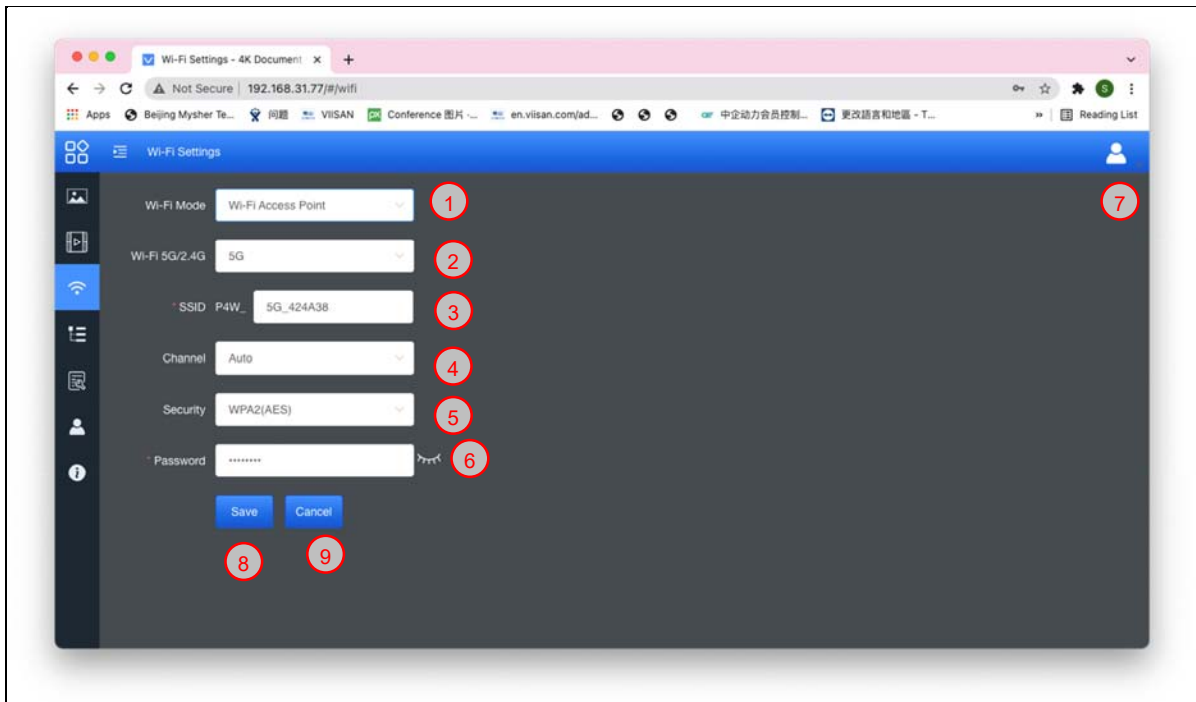 Wi-Fi Settings - 4K Document
Not Secure | 192.168.31.77/#/wifi
S
Apps Beijing Mysher Te... 问题 VIISAN Conference 图片 -... en.viisan.com/ad... 中企动力会员控制... 更改語言和地區 - T... » Reading List
Wi-Fi Settings
7
Wi-Fi Mode Wi-Fi Access Point 1
Wi-Fi 5G/2.4G 5G 2
* SSID P4W_ 5G_424A38 3
Channel Auto 4
Security WPA2(AES) 5
* Password ········ 6
Save Cancel
8 9